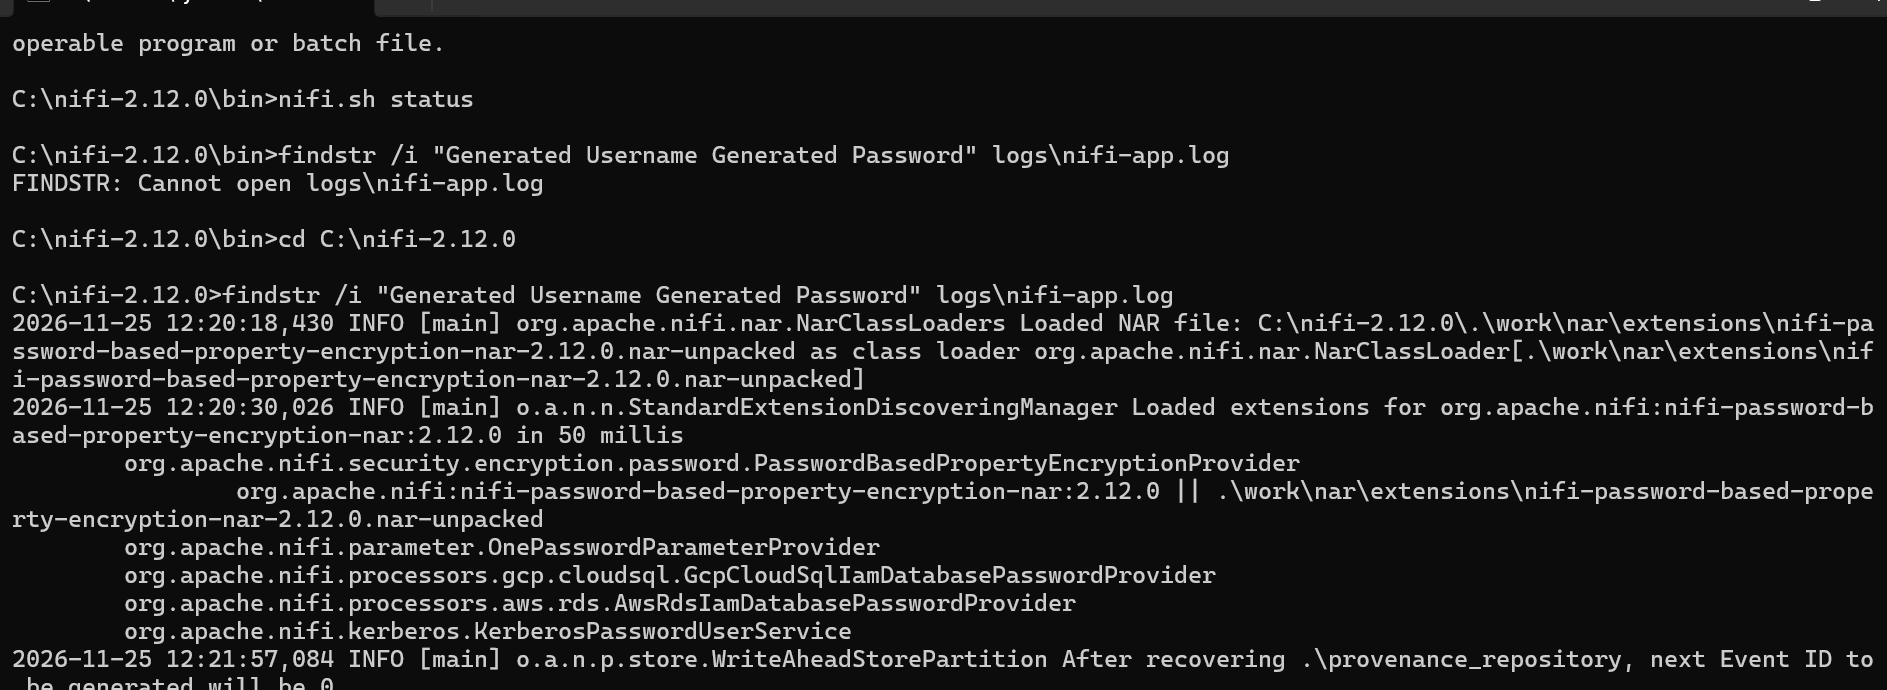 operable program or batch file.
C:\nifi-2.12.0\bin>nifi.sh status
C:\nifi-2.12.0\bin>findstr /i "Generated Username Generated Password" logs\nifi-app.log
FINDSTR: Cannot open logs\nifi-app.log
C:\nifi-2.12.0\bin>cd C:\nifi-2.12.0
C:\nifi-2.12.0>findstr /i "Generated Username Generated Password" logs\nifi-app.log
2026-11-25 12:20:18,430 INFO [main] org.apache.nifi.nar.NarClassLoaders Loaded NAR file: C:\nifi-2.12.0\.\work\nar\extensions\nifi-pa
ssword-based-property-encryption-nar-2.12.0.nar-unpacked as class loader org.apache.nifi.nar.NarClassLoader[.\work\nar\extensions\nif
i-password-based-property-encryption-nar-2.12.0.nar-unpacked]
2026-11-25 12:20:30,026 INFO [main] o.a.n.n.StandardExtensionDiscoveringManager Loaded extensions for org.apache.nifi:nifi-password-b
ased-property-encryption-nar:2.12.0 in 50 millis
org.apache.nifi.security.encryption.password.PasswordBasedPropertyEncryptionProvider
org.apache.nifi:nifi-password-based-property-encryption-nar:2.12.0 || .\work\nar\extensions\nifi-password-based-prope
rty-encryption-nar-2.12.0.nar-unpacked
org.apache.nifi.parameter.OnePasswordParameterProvider
org.apache.nifi.processors.gcp.cloudsql.GcpCloudSqlIamDatabasePasswordProvider
org.apache.nifi.processors.aws.rds.AwsRdsIamDatabasePasswordProvider
org.apache.nifi.kerberos.KerberosPasswordUserService
2026-11-25 12:21:57,084 INFO [main] o.a.n.p.store.WriteAheadStorePartition After recovering .\provenance_repository, next Event ID to
be generated will be 0